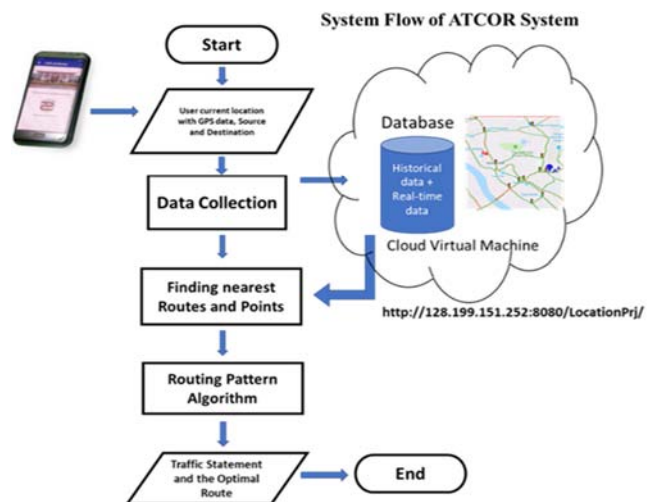 System Flow of ATCOR System
Start
User current location
with GPS data, Source
and Destination
Data Collection
Database
Historical
data +
Real-time
data
Cloud Virtual Machine
Finding nearest
Routes and Points
http://128.199.151.252:8080/LocationPrj/
Routing Pattern
Algorithm
Traffic Statement
and the Optimal
Route
End